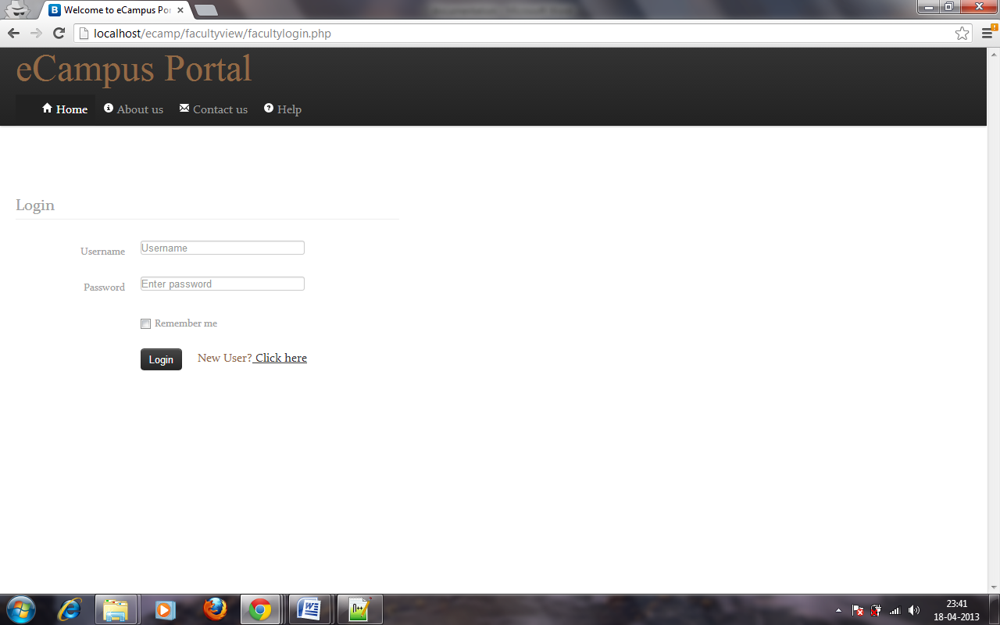 Welcome to eCampus Por
localhost/ecamp/facultyview/facultylogin.php
eCampus Portal
Home About us Contact us Help
Login
Username Username
Password Enter password
Remember me
Login New User? Click here
23:41
18-04-2013